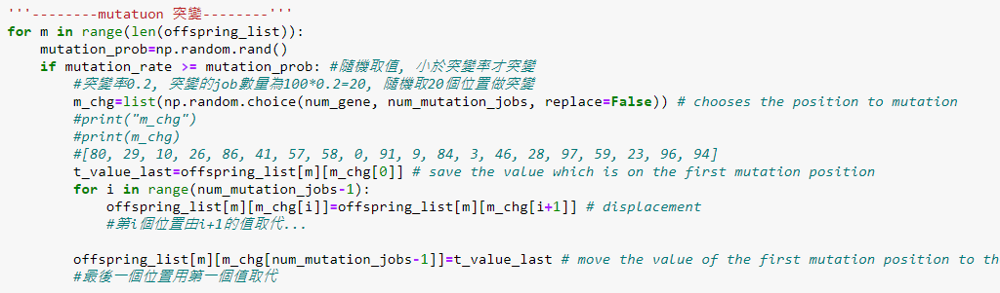 '''--------mutatuon 突變--------'''
for m in range(len(offspring_list)):
    mutation_prob=np.random.rand()
    if mutation_rate >= mutation_prob: #隨機取值, 小於突變率才突變
        #突變率0.2, 突變的job數量為100*0.2=20, 隨機取20個位置做突變
        m_chg=list(np.random.choice(num_gene, num_mutation_jobs, replace=False)) # chooses the position to mutation
        #print("m_chg")
        #print(m_chg)
        #[80, 29, 10, 26, 86, 41, 57, 58, 0, 91, 9, 84, 3, 46, 28, 97, 59, 23, 96, 94]
        t_value_last=offspring_list[m][m_chg[0]] # save the value which is on the first mutation position
        for i in range(num_mutation_jobs-1):
            offspring_list[m][m_chg[i]]=offspring_list[m][m_chg[i+1]] # displacement
            #第i個位置由i+1的值取代...
        offspring_list[m][m_chg[num_mutation_jobs-1]]=t_value_last # move the value of the first mutation position to th
        #最後一個位置用第一個值取代